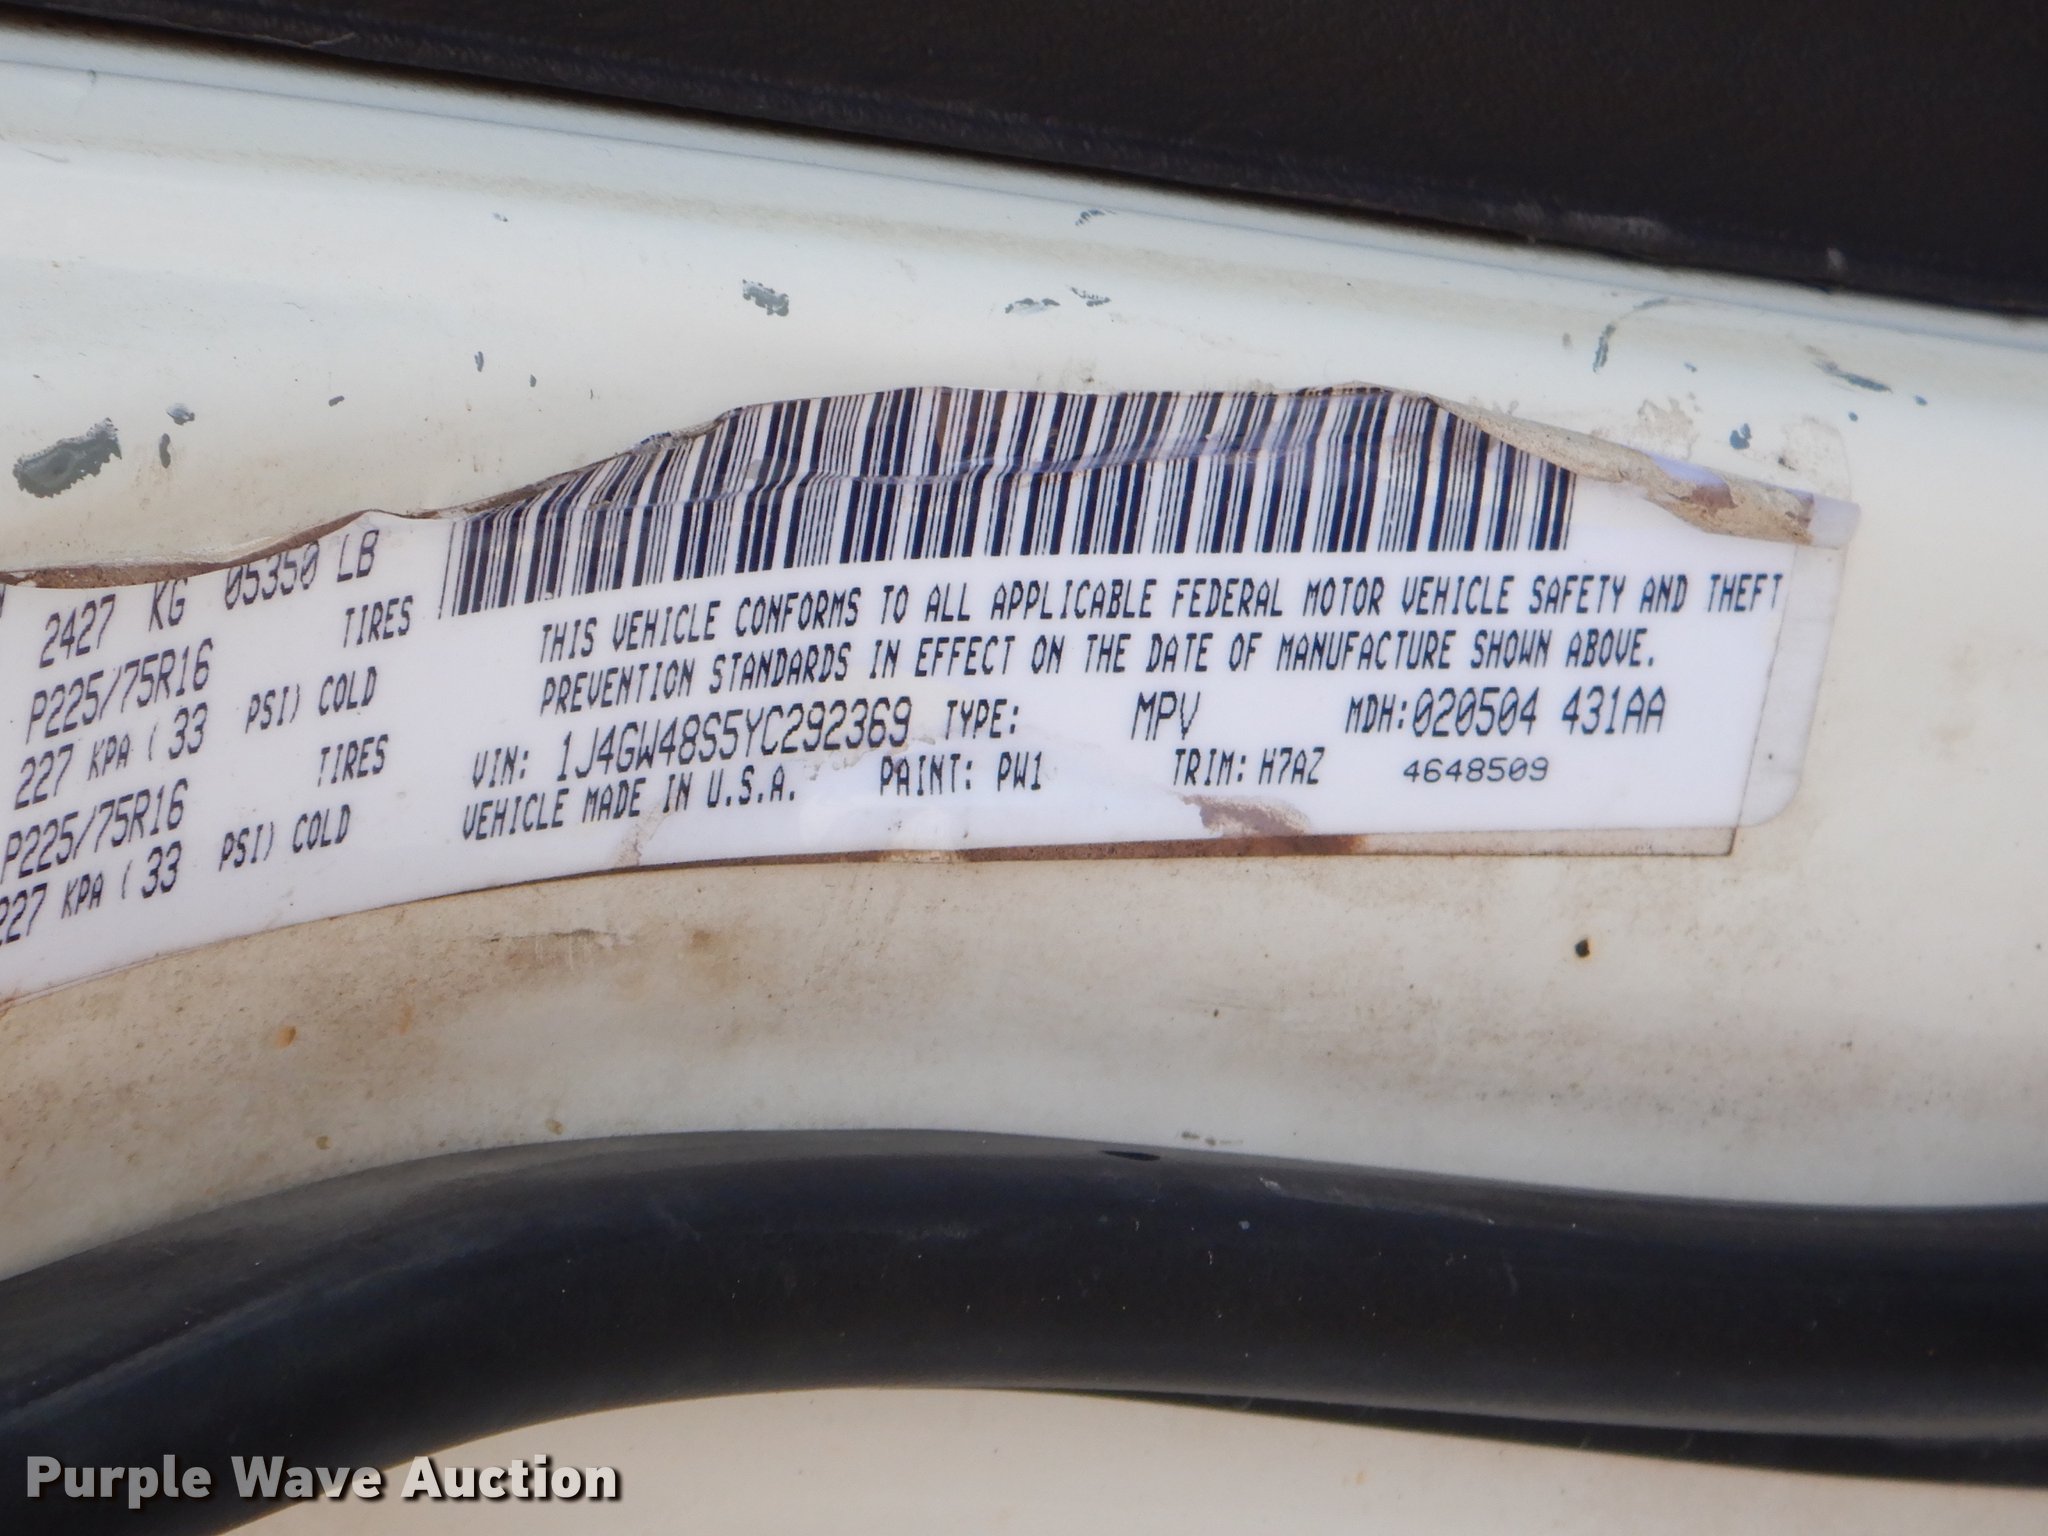 2427 KG 05350 LB
P225/75R16 TIRES
227 KPA ( 33 PSI) COLD
P225/75R16 TIRES
227 KPA ( 33 PSI) COLD
THIS VEHICLE CONFORMS TO ALL APPLICABLE FEDERAL MOTOR VEHICLE SAFETY AND THEFT
PREVENTION STANDARDS IN EFFECT ON THE DATE OF MANUFACTURE SHOWN ABOVE.
VIN: 1J4GW48S5YC292369 TYPE: MPV MDH:020504 431AA
VEHICLE MADE IN U.S.A. PAINT: PW1 TRIM: H7AZ 4648509
Purple Wave Auction